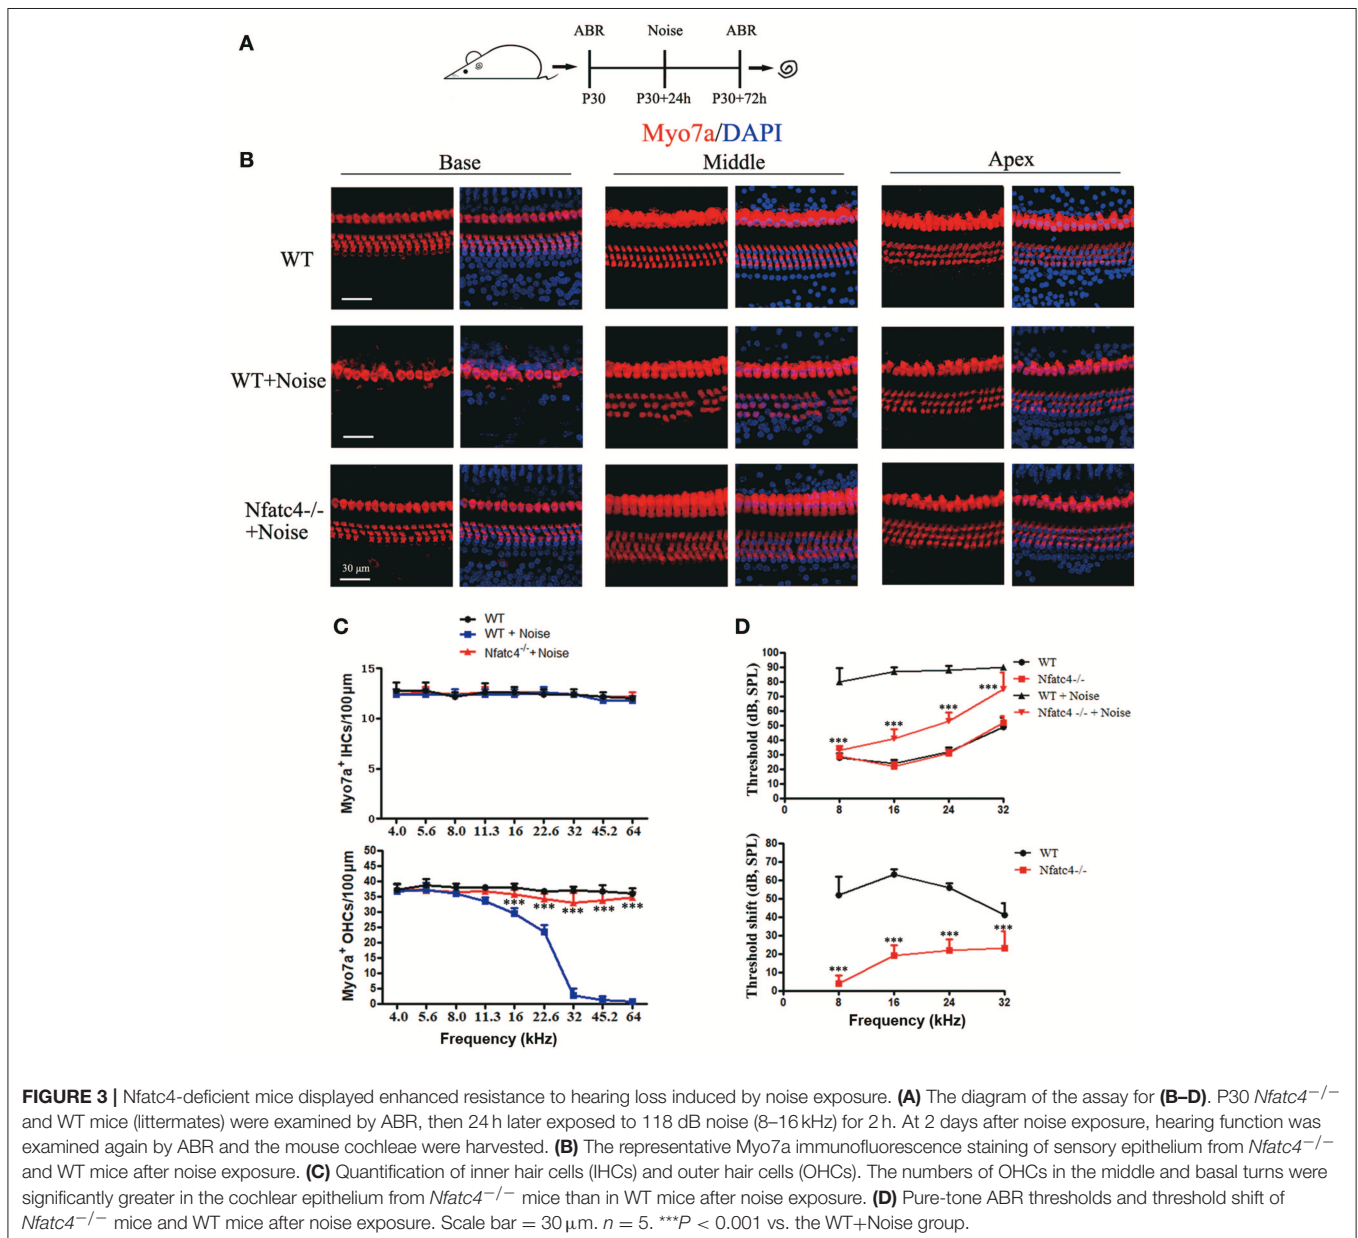 A
ABR Noise ABR
P30 P30+24h P30+72h
Myo7a/DAPI
B
Base Middle Apex
WT
WT+Noise
Nfatc4-/-
+Noise
30 μm
C
WT
WT + Noise
Nfatc4-/-+Noise
Myo7a+ IHCs/100μm
15
10
5
0
4.0 5.6 8.0 11.3 16 22.6 32 45.2 64
Myo7a+ OHCs/100μm
50
45
40
35
30
25
20
15
10
5
0
*** *** *** *** ***
4.0 5.6 8.0 11.3 16 22.6 32 45.2 64
Frequency (kHz)
D
WT
Nfatc4-/-
WT + Noise
Nfatc4 -/- + Noise
Threshold (dB, SPL)
100
90
80
70
60
50
40
30
20
10
0
*** *** *** ***
0 8 16 24 32
WT
Nfatc4-/-
Threshold shift (dB, SPL)
80
70
60
50
40
30
20
10
0
*** *** *** ***
0 8 16 24 32
Frequency (kHz)
FIGURE 3 | Nfatc4-deficient mice displayed enhanced resistance to hearing loss induced by noise exposure. (A) The diagram of the assay for (B–D). P30 Nfatc4−/−
and WT mice (littermates) were examined by ABR, then 24 h later exposed to 118 dB noise (8–16 kHz) for 2 h. At 2 days after noise exposure, hearing function was
examined again by ABR and the mouse cochleae were harvested. (B) The representative Myo7a immunofluorescence staining of sensory epithelium from Nfatc4−/−
and WT mice after noise exposure. (C) Quantification of inner hair cells (IHCs) and outer hair cells (OHCs). The numbers of OHCs in the middle and basal turns were
significantly greater in the cochlear epithelium from Nfatc4−/− mice than in WT mice after noise exposure. (D) Pure-tone ABR thresholds and threshold shift of
Nfatc4−/− mice and WT mice after noise exposure. Scale bar = 30 μm. n = 5. ***P < 0.001 vs. the WT+Noise group.